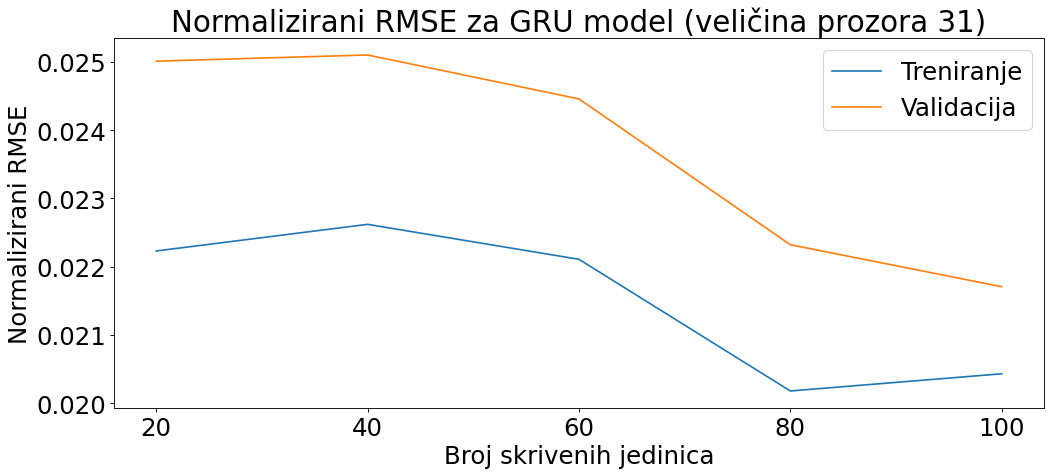 Normalizirani RMSE za GRU model (veličina prozora 31)
Treniranje
Validacija
Normalizirani RMSE
0.025
0.024
0.023
0.022
0.021
0.020
20 40 60 80 100
Broj skrivenih jedinica